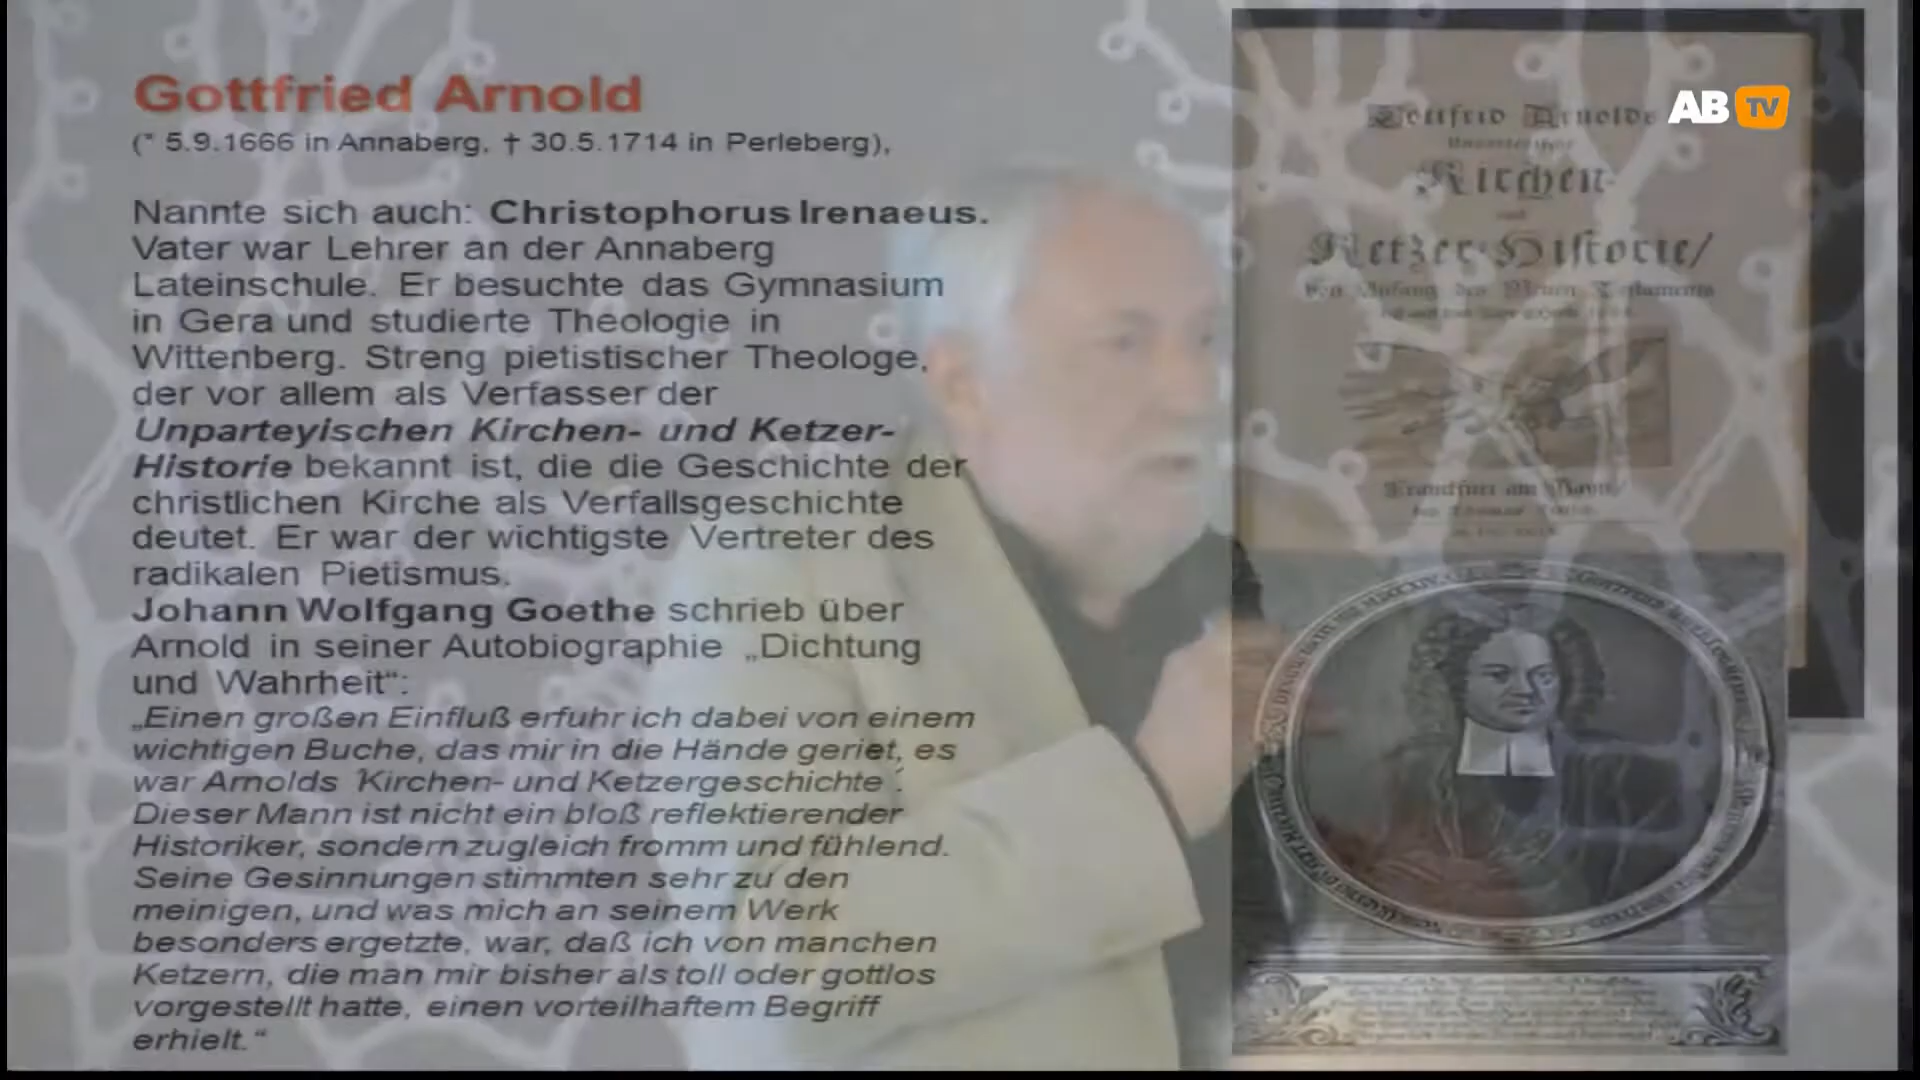 Gottfried Arnold
(* 5.9.1666 in Annaberg, † 30.5.1714 in Perleberg),
Nannte sich auch: Christophorus Irenaeus.
Vater war Lehrer an der Annaberg
Lateinschule. Er besuchte das Gymnasium
in Gera und studierte Theologie in
Wittenberg. Streng pietistischer Theologe,
der vor allem als Verfasser der
Unparteyischen Kirchen- und Ketzer-
Historie bekannt ist, die die Geschichte der
christlichen Kirche als Verfallsgeschichte
deutet. Er war der wichtigste Vertreter des
radikalen Pietismus.
Johann Wolfgang Goethe schrieb über
Arnold in seiner Autobiographie „Dichtung
und Wahrheit“:
„Einen großen Einfluß erfuhr ich dabei von einem
wichtigen Buche, das mir in die Hände geriet, es
war Arnolds 'Kirchen- und Ketzergeschichte'.
Dieser Mann ist nicht ein bloß reflektierender
Historiker, sondern zugleich fromm und fühlend.
Seine Gesinnungen stimmten sehr zu den
meinigen, und was mich an seinem Werk
besonders ergetzte, war, daß ich von manchen
Ketzern, die man mir bisher als toll oder gottlos
vorgestellt hatte, einen vorteilhaftem Begriff
erhielt.“
AB TV
Gottfrid Arnolds
Kirchen-
und
Ketzer-Historie/